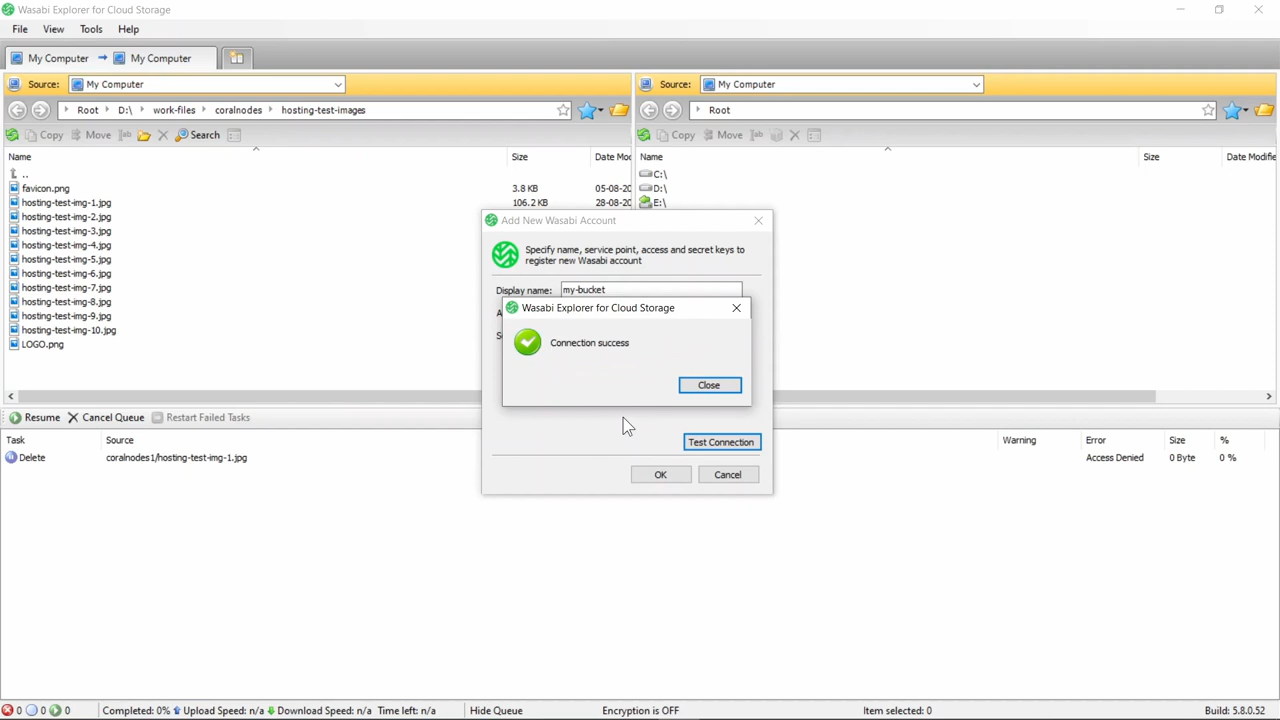 Wasabi Explorer for Cloud Storage
File View Tools Help
My Computer My Computer
Source: My Computer
Root D:\ work-files coralnodes hosting-test-images
Copy Move Search
Name Size Date Mod
..
favicon.png 3.8 KB 05-08-20
hosting-test-img-1.jpg 106.2 KB 28-08-20
hosting-test-img-2.jpg
hosting-test-img-3.jpg
hosting-test-img-4.jpg
hosting-test-img-5.jpg
hosting-test-img-6.jpg
hosting-test-img-7.jpg
hosting-test-img-8.jpg
hosting-test-img-9.jpg
hosting-test-img-10.jpg
LOGO.png
Source: My Computer
Root
Copy Move
Name Size Date Modifie
C:\
D:\
E:\
Add New Wasabi Account
Specify name, service point, access and secret keys to
register new Wasabi account
Display name: my-bucket
A
S
Wasabi Explorer for Cloud Storage
Connection success
Close
Test Connection
OK Cancel
Resume Cancel Queue Restart Failed Tasks
Task Source Warning Error Size %
Delete coralnodes1/hosting-test-img-1.jpg Access Denied 0 Byte 0 %
0 0 0 Completed: 0% Upload Speed: n/a Download Speed: n/a Time left: n/a Hide Queue Encryption is OFF Item selected: 0 Build: 5.8.0.52